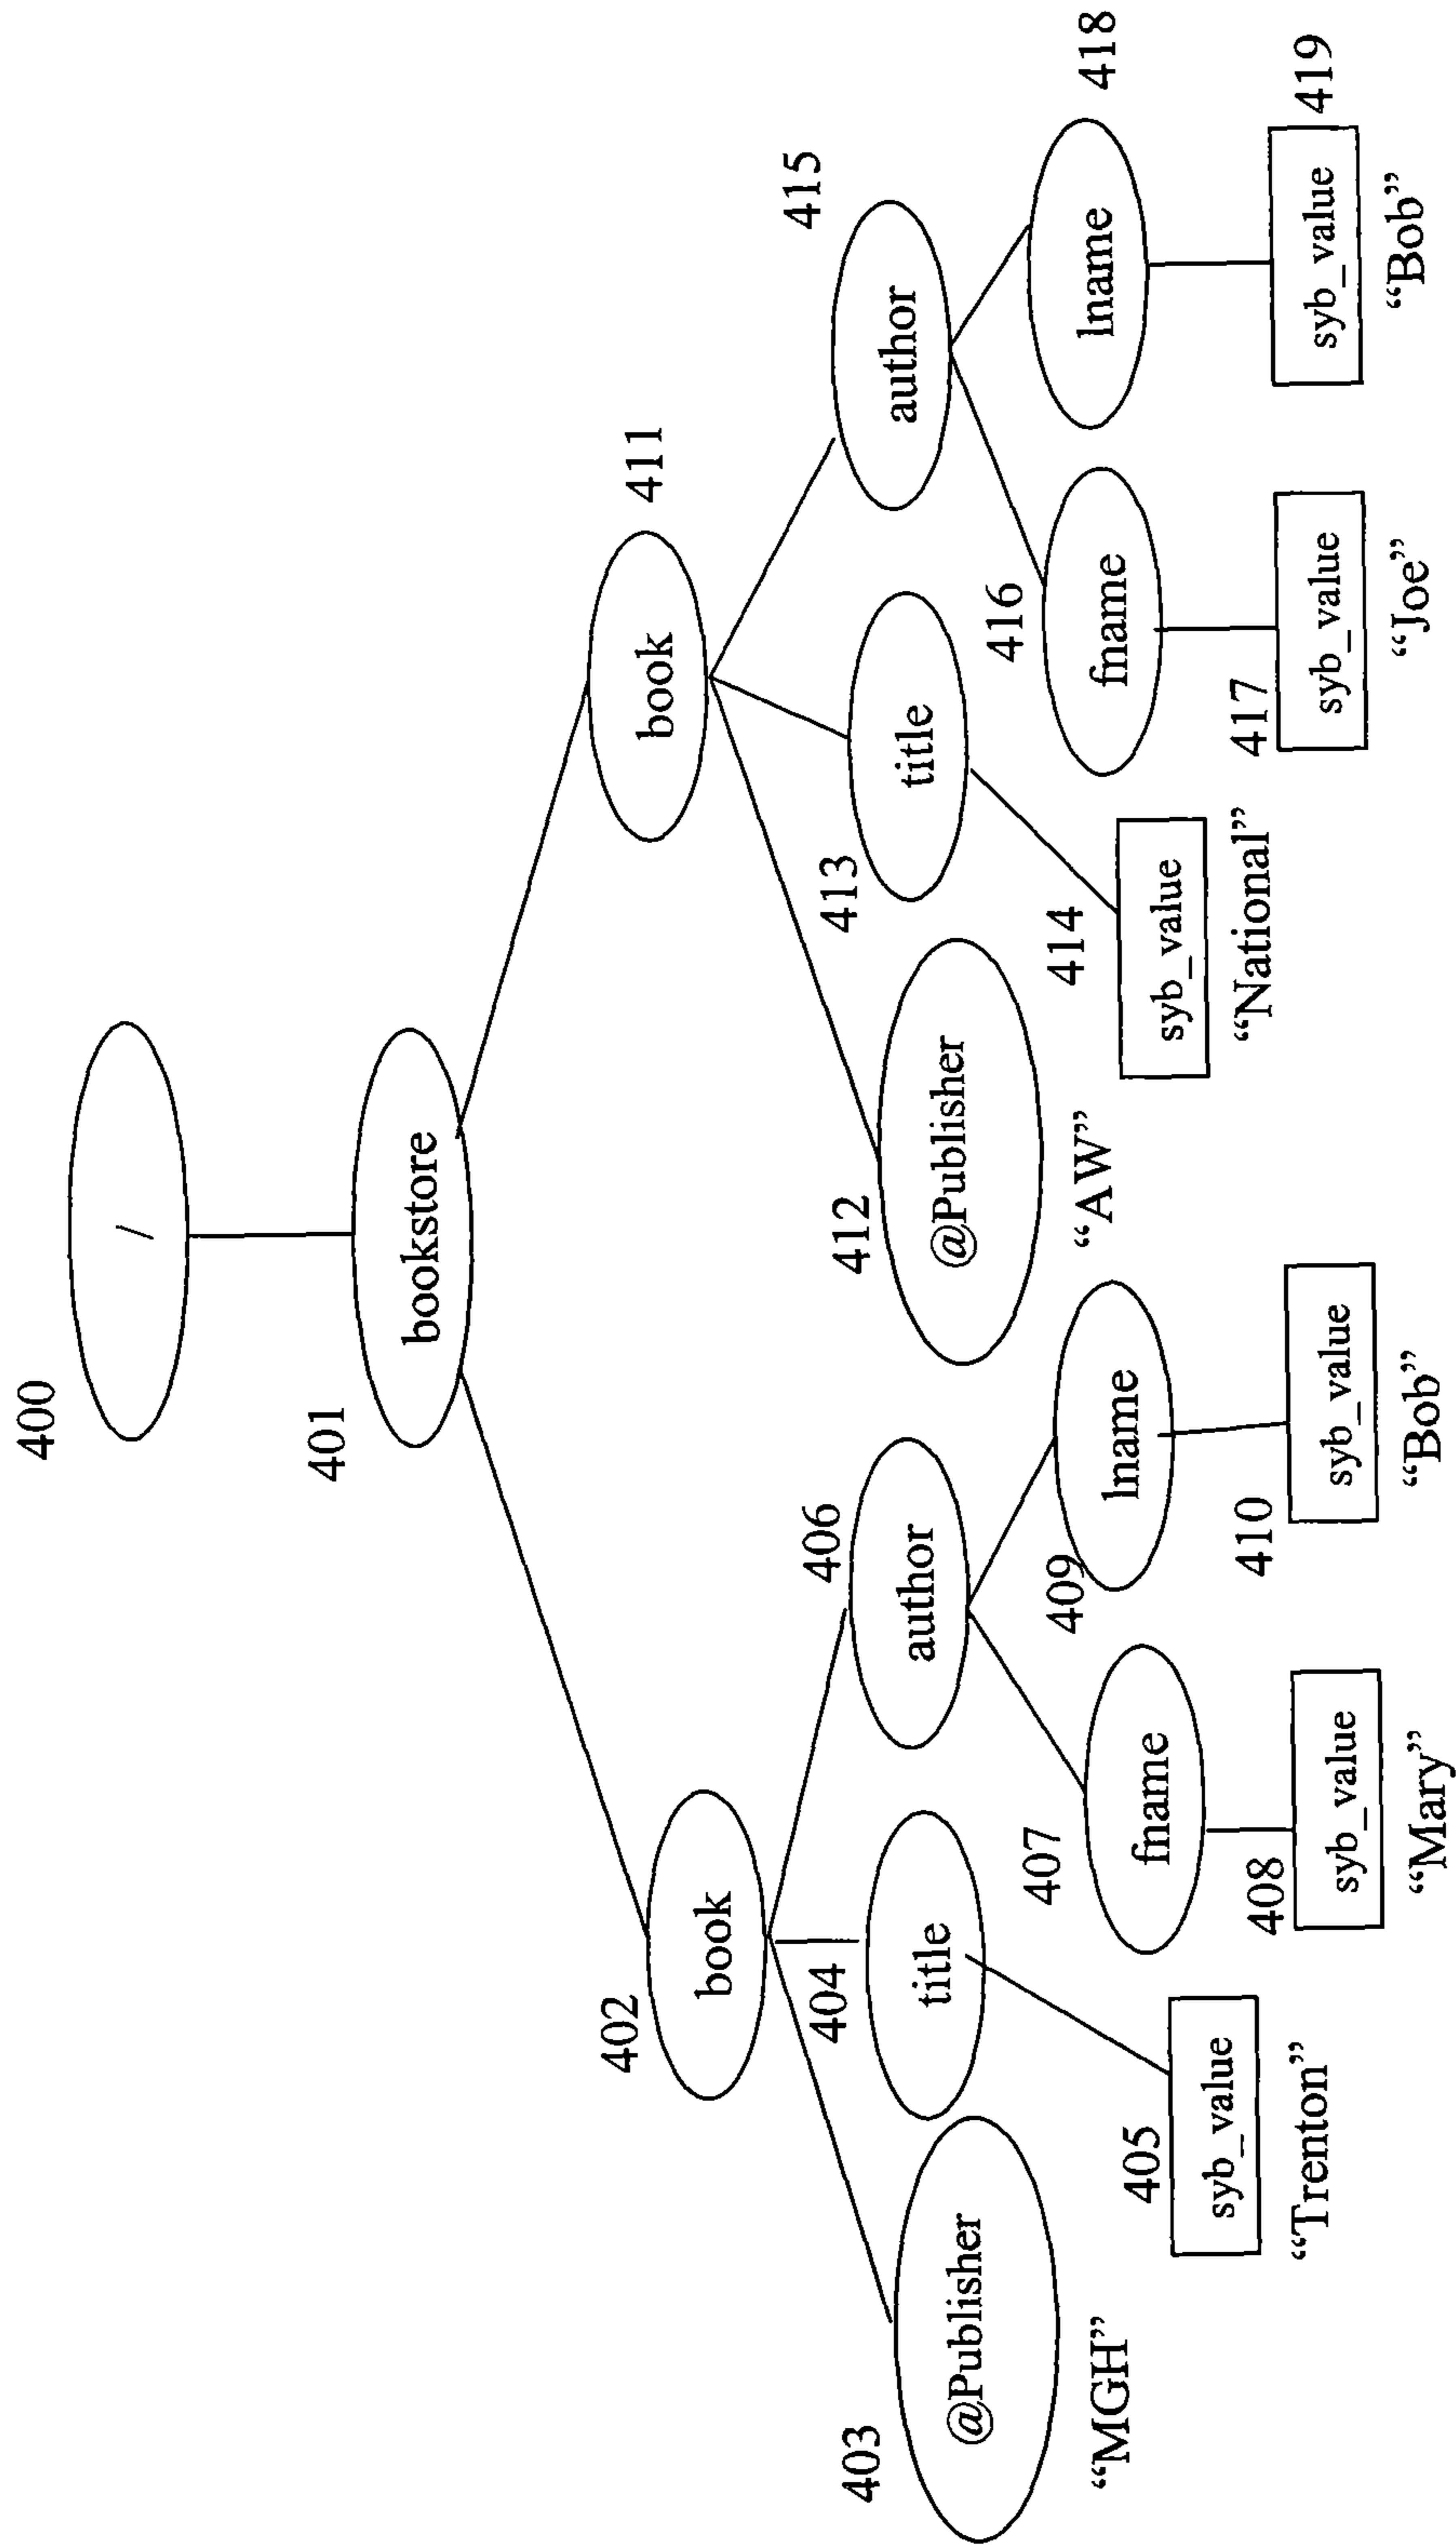 400
/
401
bookstore
402
book
411
book
403
@Publisher
"MGH"
404
title
405
syb_value
“Trenton”
406
author
407
fname
408
syb_value
“Mary”
409
lname
410
syb_value
“Bob”
412
@Publisher
“AW”
413
title
414
syb_value
“National”
415
author
416
fname
417
syb_value
“Joe”
418
lname
419
syb_value
“Bob”